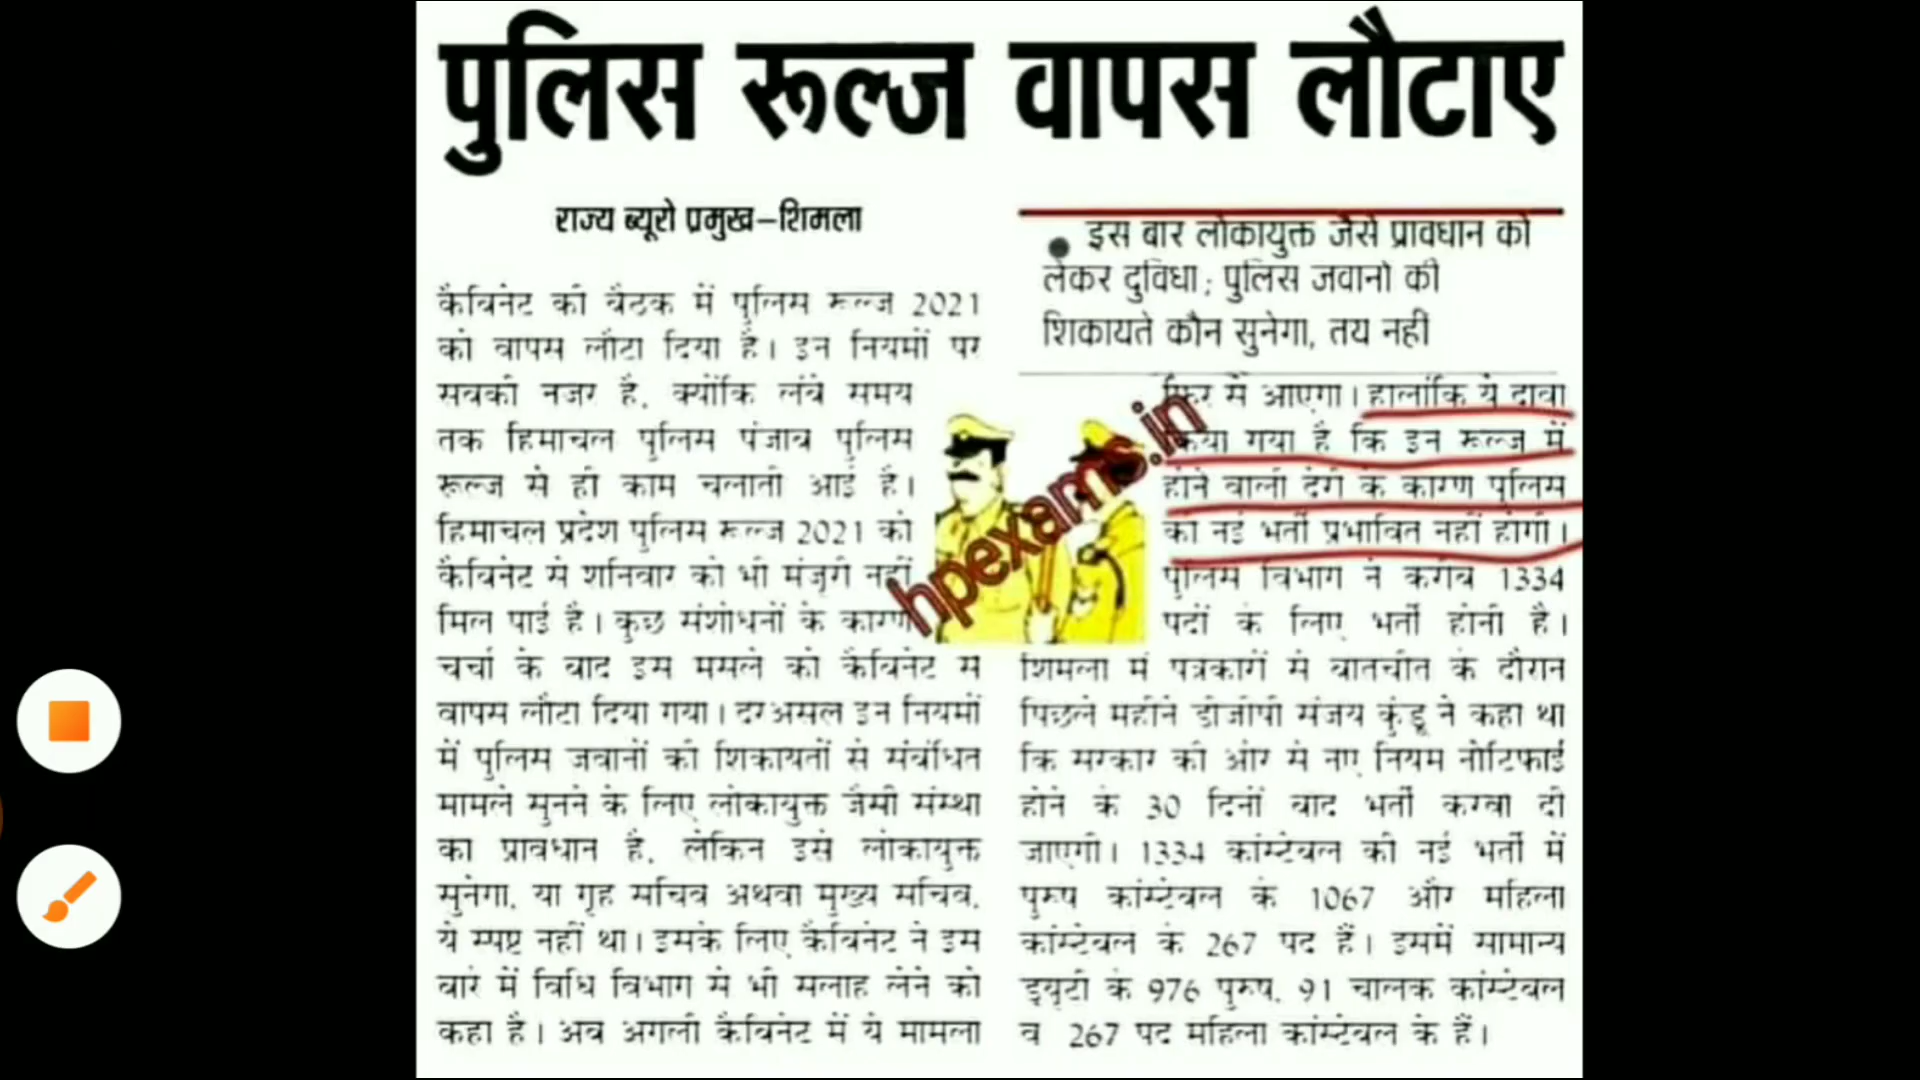 पुलिस रूल्ज वापस लौटाए
राज्य ब्यूरो प्रमुख–शिमला
कैबिनेट की बैठक में पुलिस रूल्ज 2021
को वापस लौटा दिया है। इन नियमों पर
सबकी नजर है, क्योंकि लंबे समय
तक हिमाचल पुलिस पंजाब पुलिस
रूल्ज से ही काम चलाती आई है।
हिमाचल प्रदेश पुलिस रूल्ज 2021 को
कैबिनेट से शनिवार को भी मंजूरी नहीं
मिल पाई है। कुछ संशोधनों के कारण
चर्चा के बाद इस मसले को कैबिनेट से
वापस लौटा दिया गया। दरअसल इन नियमों
में पुलिस जवानों की शिकायतों से संबंधित
मामले सुनने के लिए लोकायुक्त जैसी संस्था
का प्रावधान है, लेकिन इसे लोकायुक्त
सुनेगा, या गृह सचिव अथवा मुख्य सचिव,
ये स्पष्ट नहीं था। इसके लिए कैबिनेट ने इस
बारे में विधि विभाग से भी सलाह लेने को
कहा है। अब अगली कैबिनेट में ये मामला
● इस बार लोकायुक्त जैसे प्रावधान को
लेकर दुविधा; पुलिस जवानों की
शिकायतें कौन सुनेगा, तय नहीं
फिर से आएगा। हालांकि ये दावा
किया गया है कि इन रूल्ज में
होने वाली देरी के कारण पुलिस
की नई भर्ती प्रभावित नहीं होगी।
पुलिस विभाग ने करीब 1334
पदों के लिए भर्ती होनी है।
शिमला में पत्रकारों से बातचीत के दौरान
पिछले महीने डीजीपी संजय कुंडू ने कहा था
कि सरकार की ओर से नए नियम नोटिफाई
होने के 30 दिनों बाद भर्ती करवा दी
जाएगी। 1334 कांस्टेबल की नई भर्ती में
पुरुष कांस्टेबल के 1067 और महिला
कांस्टेबल के 267 पद हैं। इसमें सामान्य
ड्यूटी के 976 पुरुष, 91 चालक कांस्टेबल
व 267 पद महिला कांस्टेबल के हैं।
hpexams.in